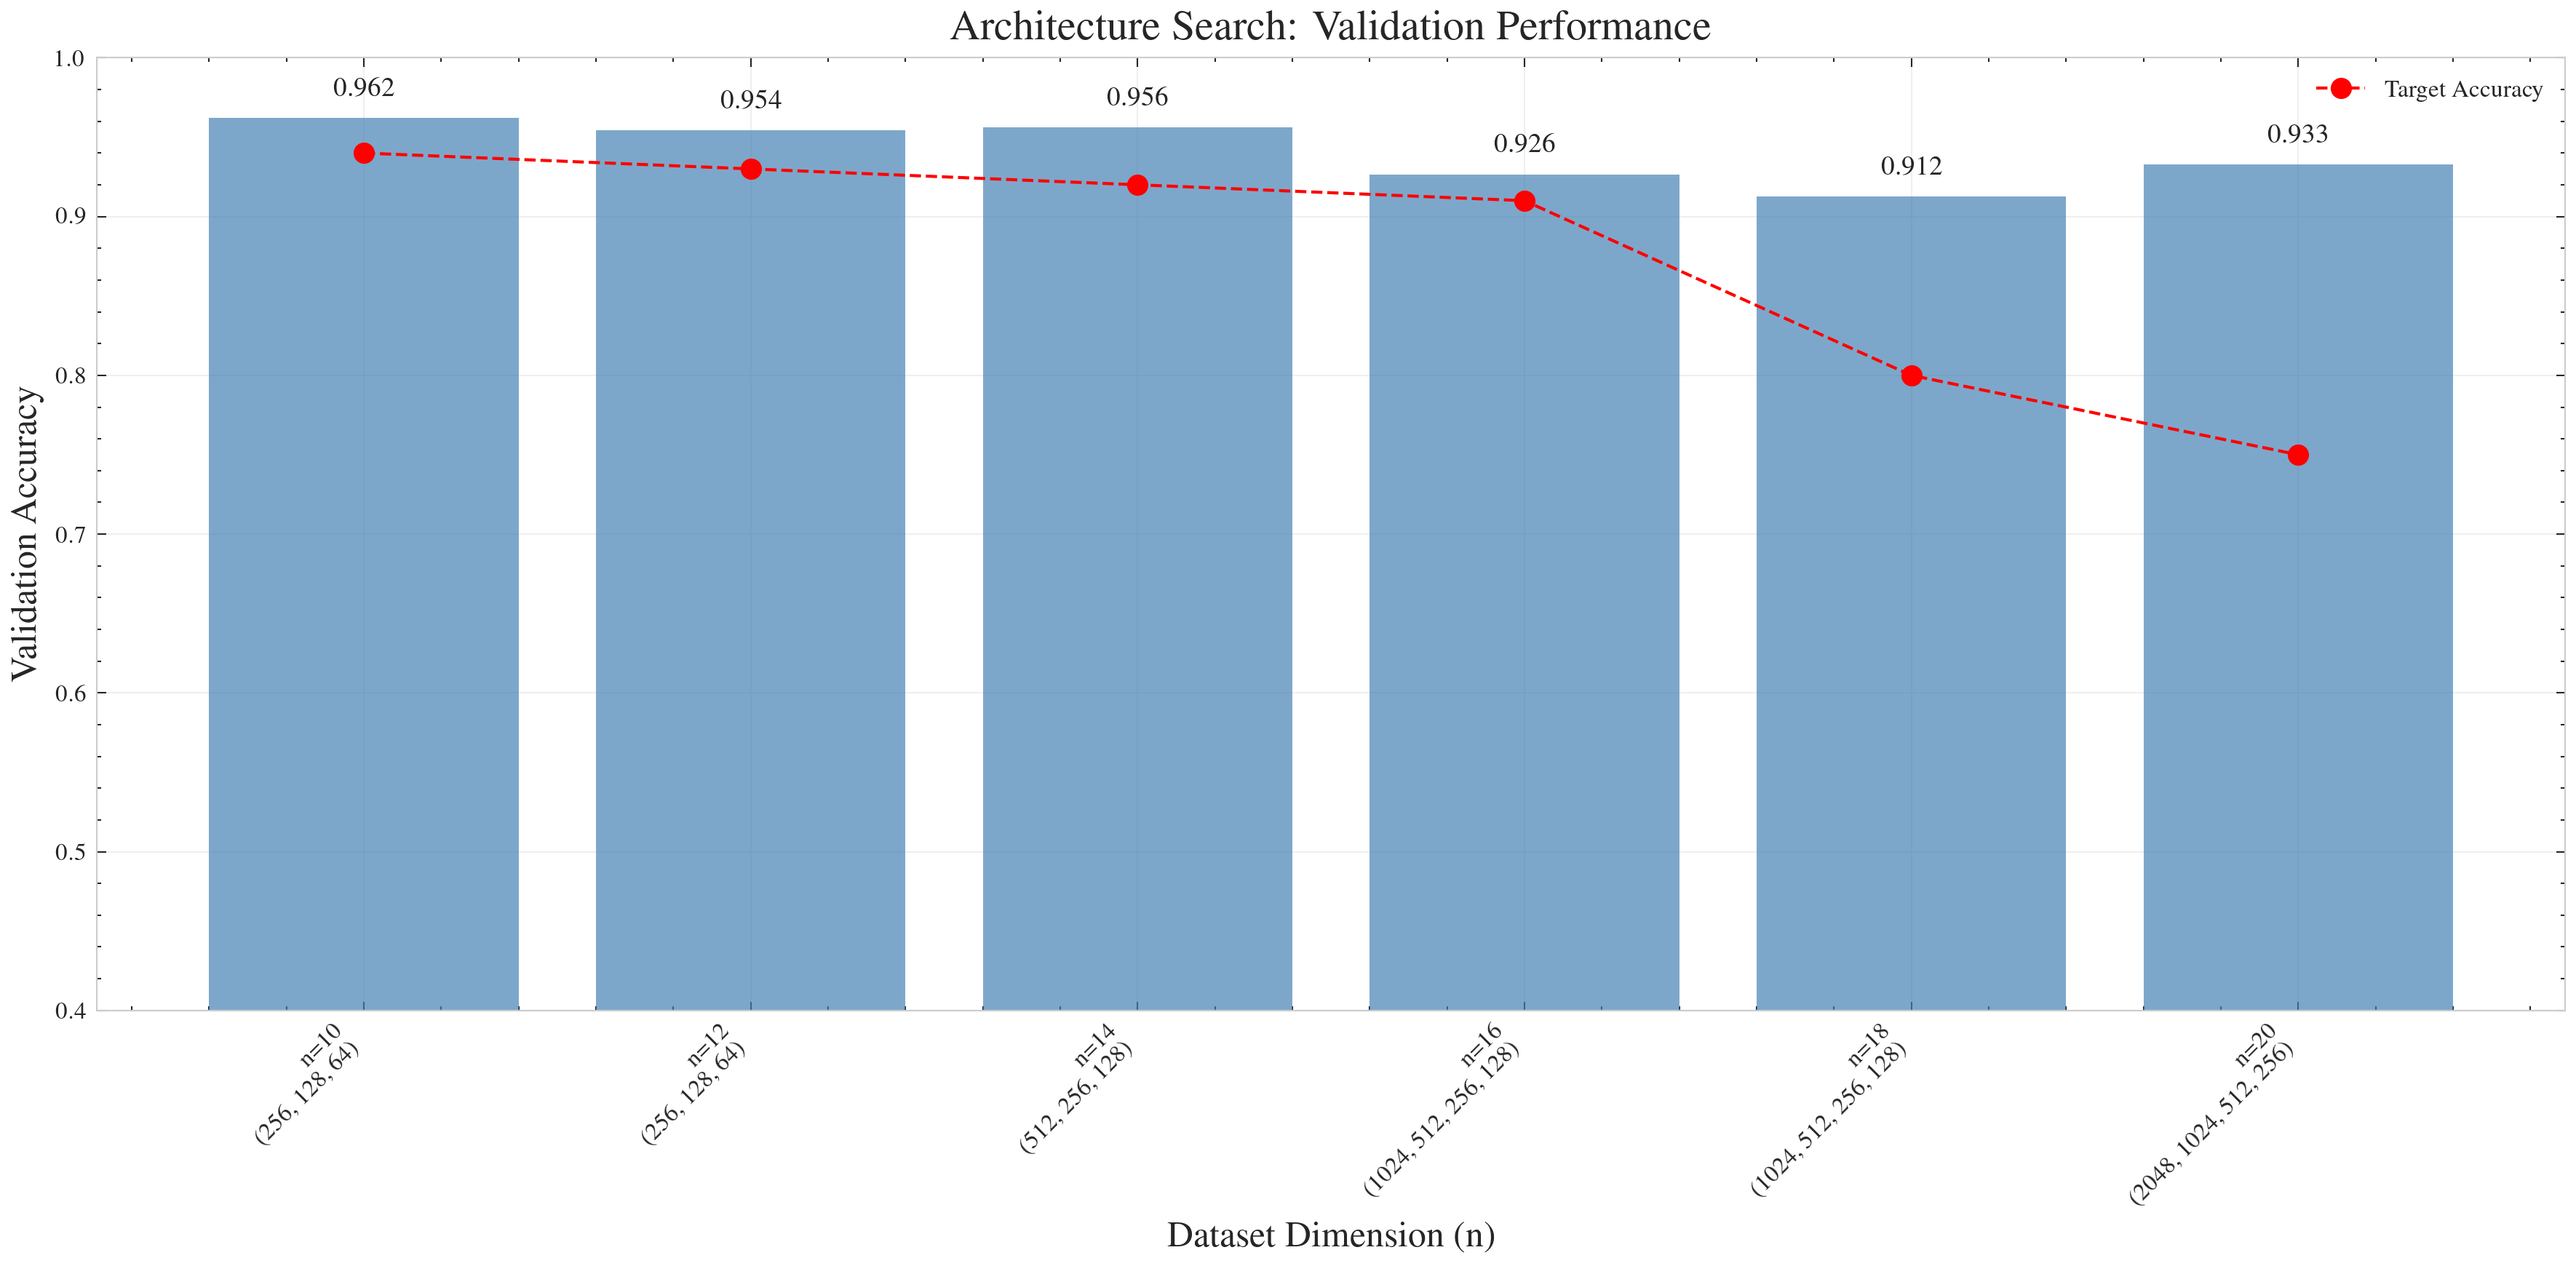 Architecture Search: Validation Performance
1.0
0.9
0.8
0.7
0.6
0.5
0.4
Validation Accuracy
0.962
0.954
0.956
0.926
0.912
0.933
Target Accuracy
n=10
(256, 128, 64)
n=12
(256, 128, 64)
n=14
(512, 256, 128)
n=16
(1024, 512, 256, 128)
n=18
(1024, 512, 256, 128)
n=20
(2048, 1024, 512, 256)
Dataset Dimension (n)